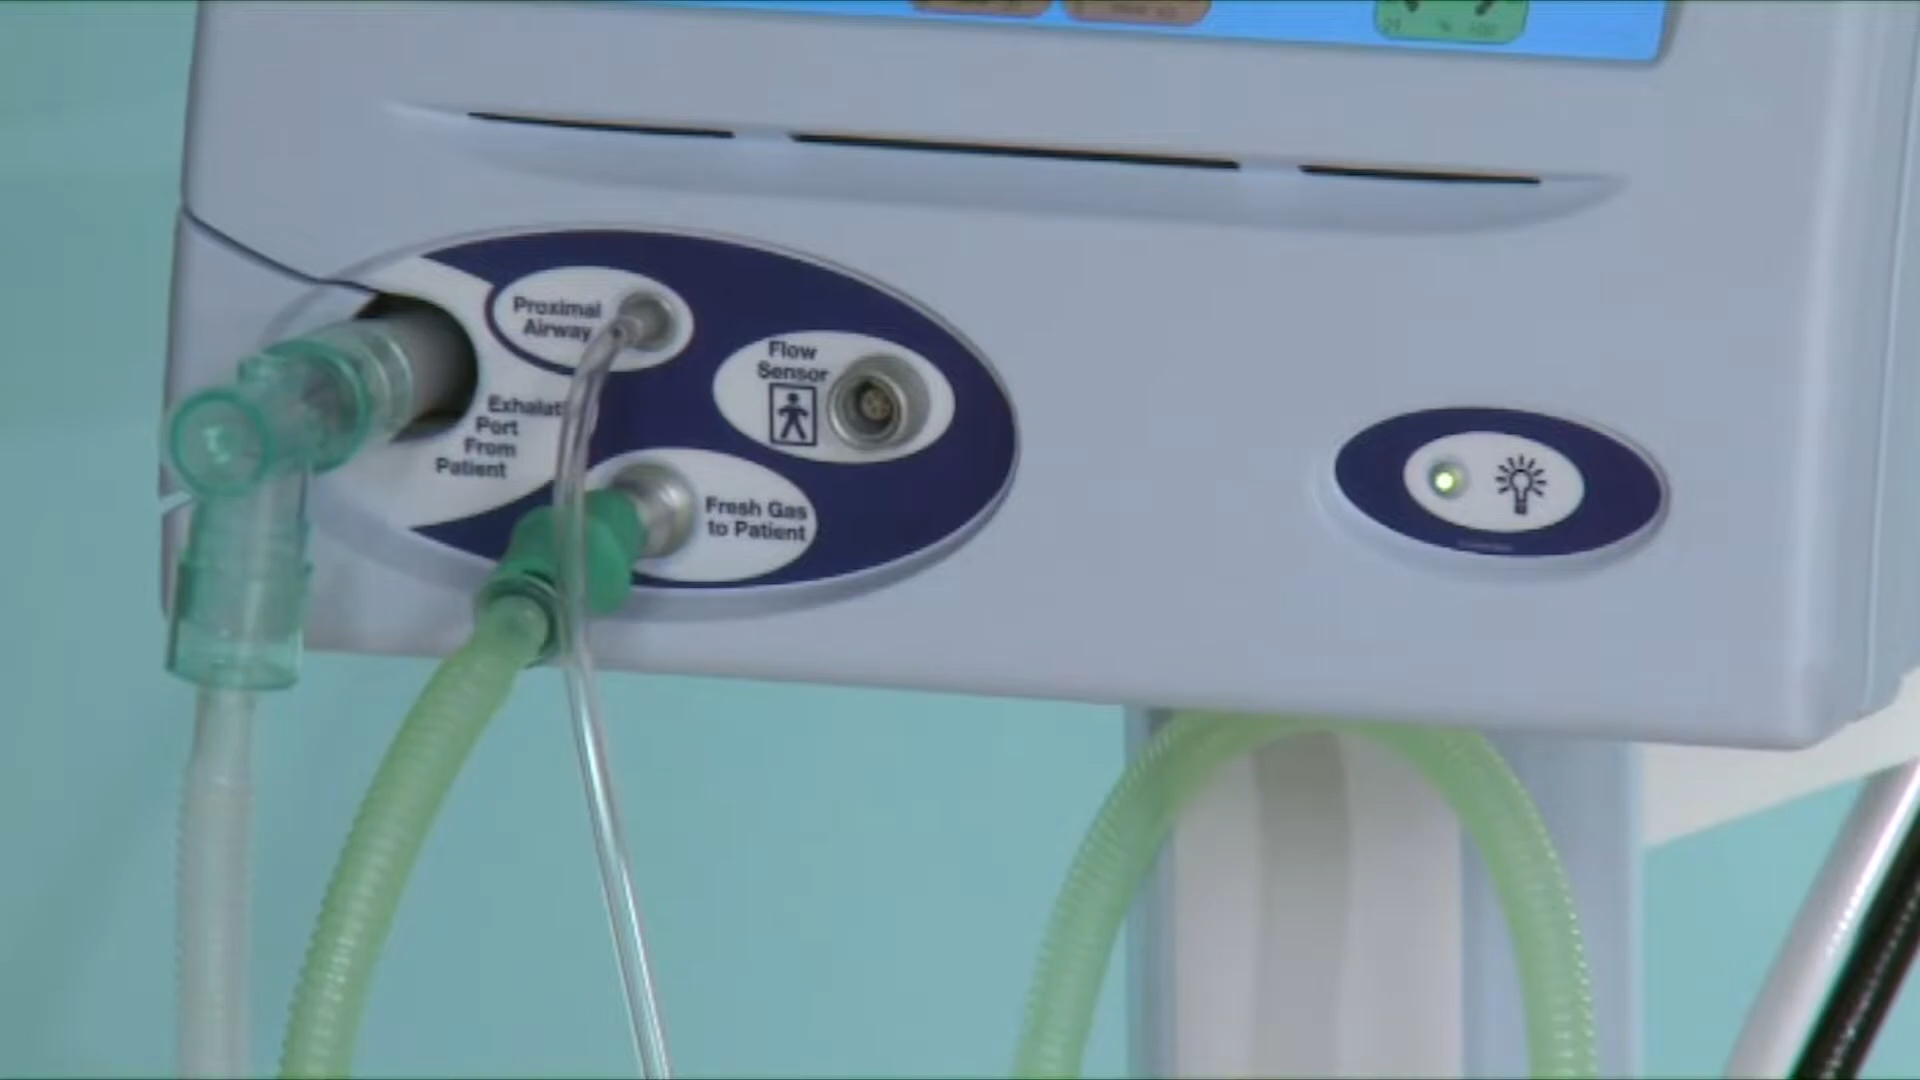 Proximal
Airway
Flow
Sensor
Port
From
Patient
Fresh Gas
to Patient